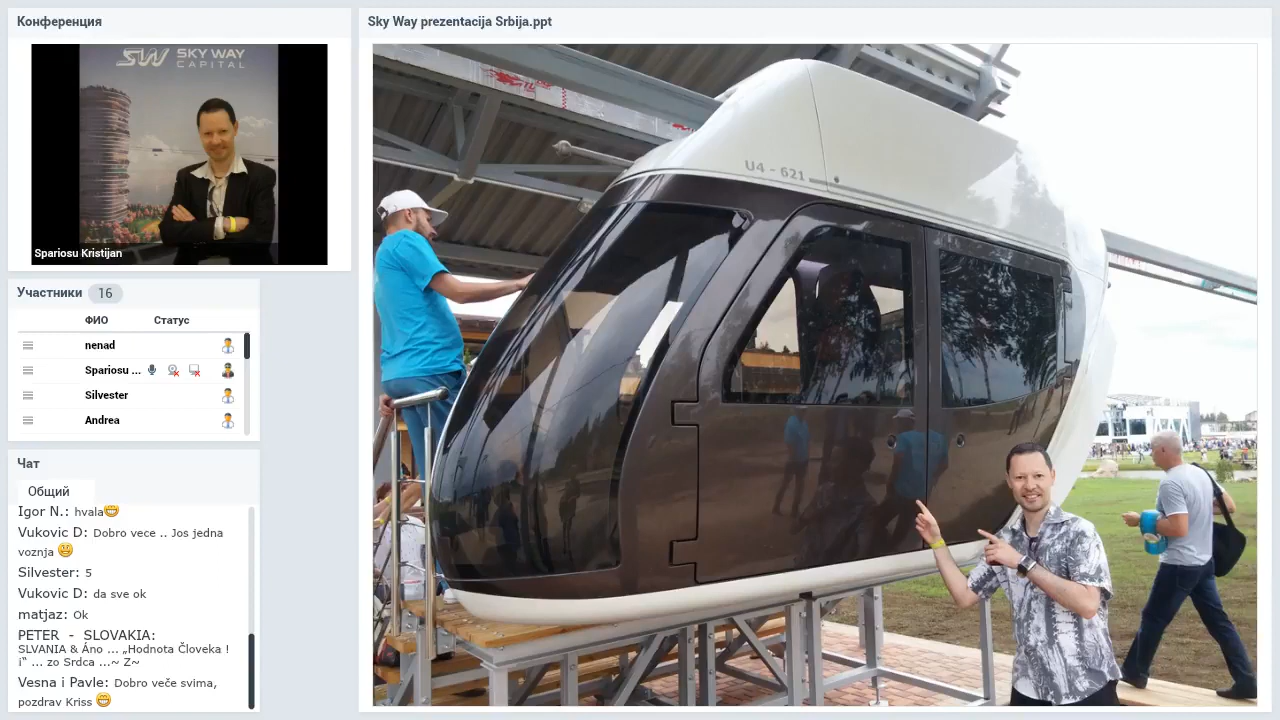 Конференция
SKY WAY
CAPITAL
Spariosu Kristijan
Участники 16
ФИО Статус
nenad
Spariosu ...
Silvester
Andrea
Чат
Общий
Igor N.: hvala
Vukovic D: Dobro vece .. Jos jedna
voznja
Silvester: 5
Vukovic D: da sve ok
matjaz: Ok
PETER - SLOVAKIA:
SLVANIA & Áno ... „Hodnota Človeka !
i“ ... zo Srdca ...~ Z~
Vesna i Pavle: Dobro veče svima,
pozdrav Kriss
Sky Way prezentacija Srbija.ppt
U4 - 621